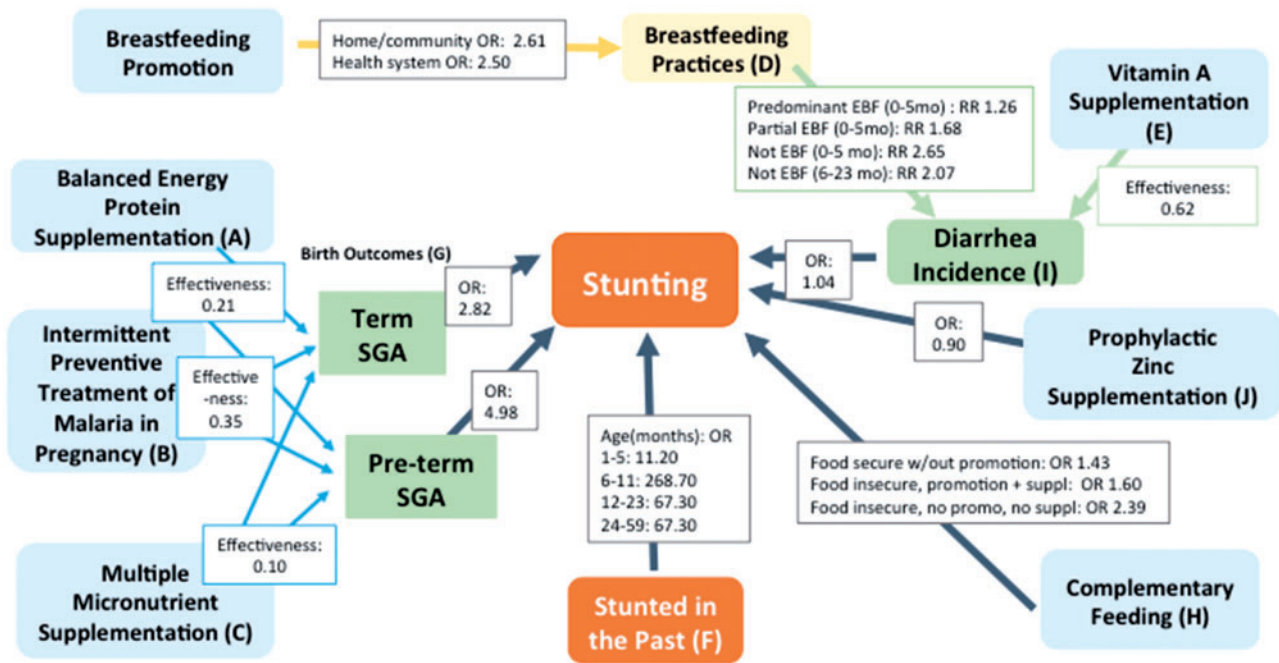 Breastfeeding
Promotion
Home/community OR: 2.61
Health system OR: 2.50
Breastfeeding
Practices (D)
Vitamin A
Supplementation
(E)
Predominant EBF (0-5mo) : RR 1.26
Partial EBF (0-5mo): RR 1.68
Not EBF (0-5 mo): RR 2.65
Not EBF (6-23 mo): RR 2.07
Effectiveness:
0.62
Balanced Energy
Protein
Supplementation (A)
Birth Outcomes (G)
Effectiveness:
0.21
Term
SGA
OR:
2.82
Stunting
OR:
1.04
Diarrhea
Incidence (I)
Intermittent
Preventive
Treatment of
Malaria in
Pregnancy (B)
Effective
-ness:
0.35
OR:
4.98
Pre-term
SGA
OR:
0.90
Prophylactic
Zinc
Supplementation (J)
Age(months): OR
1-5: 11.20
6-11: 268.70
12-23: 67.30
24-59: 67.30
Food secure w/out promotion: OR 1.43
Food insecure, promotion + suppl: OR 1.60
Food insecure, no promo, no suppl: OR 2.39
Effectiveness:
0.10
Multiple
Micronutrient
Supplementation (C)
Stunted in
the Past (F)
Complementary
Feeding (H)